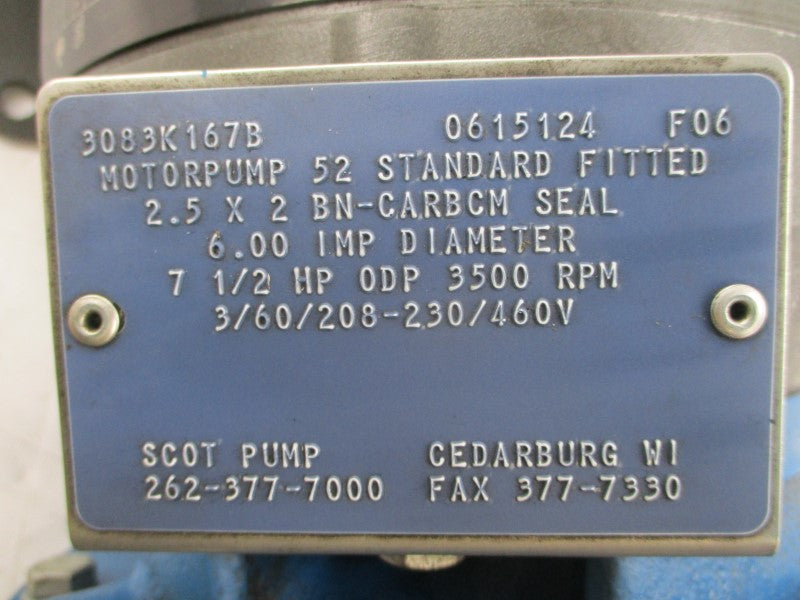 3083K167B 0615124 F06
MOTORPUMP 52 STANDARD FITTED
2.5 X 2 BN-CARBCM SEAL
6.00 IMP DIAMETER
7 1/2 HP ODP 3500 RPM
3/60/208-230/460V
SCOT PUMP CEDARBURG WI
262-377-7000 FAX 377-7330